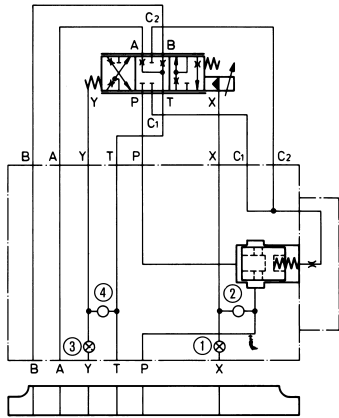 C2
A B
Y P T X
C1
B A Y T P X C1 C2
4 2
3 1
B A Y T P X